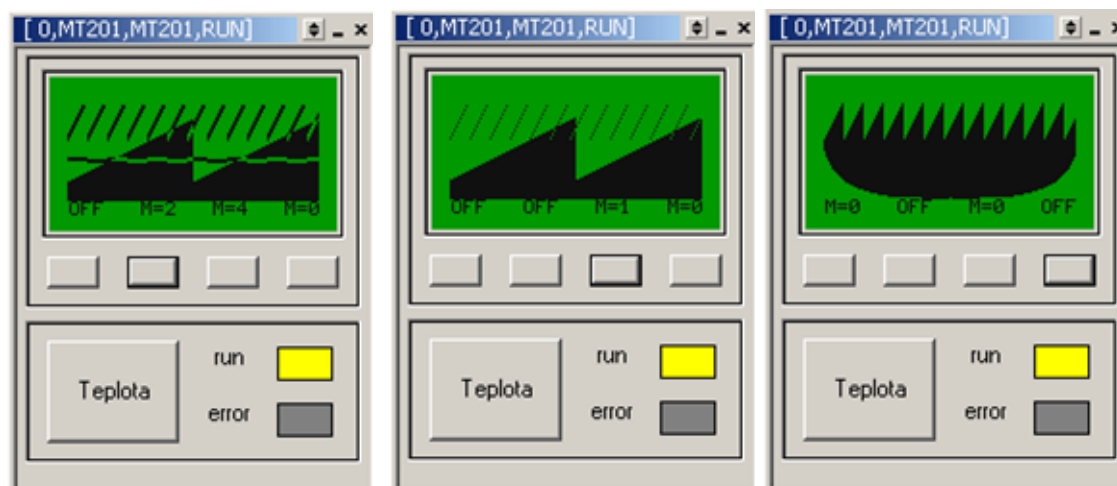 [ 0,MT201,MT201,RUN]
OFF M=2 M=4 M=0
Teplota
run
error
[ 0,MT201,MT201,RUN]
OFF OFF M=1 M=0
Teplota
run
error
[ 0,MT201,MT201,RUN]
M=0 OFF M=0 OFF
Teplota
run
error